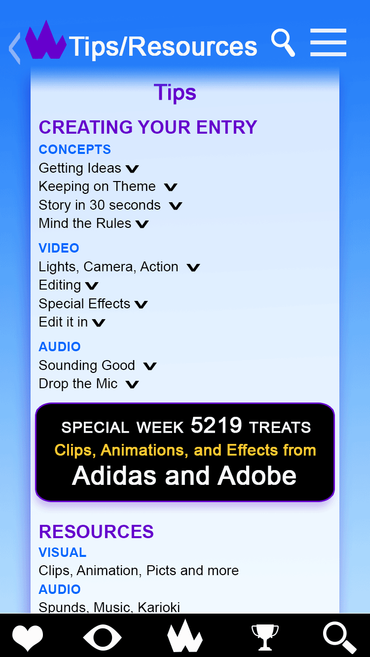 Tips/Resources
Tips
CREATING YOUR ENTRY
CONCEPTS
Getting Ideas
Keeping on Theme
Story in 30 seconds
Mind the Rules
VIDEO
Lights, Camera, Action
Editing
Special Effects
Edit it in
AUDIO
Sounding Good
Drop the Mic
SPECIAL WEEK 5219 TREATS
Clips, Animations, and Effects from
Adidas and Adobe
RESOURCES
VISUAL
Clips, Animation, Picts and more
AUDIO
Spunds, Music, Karioki